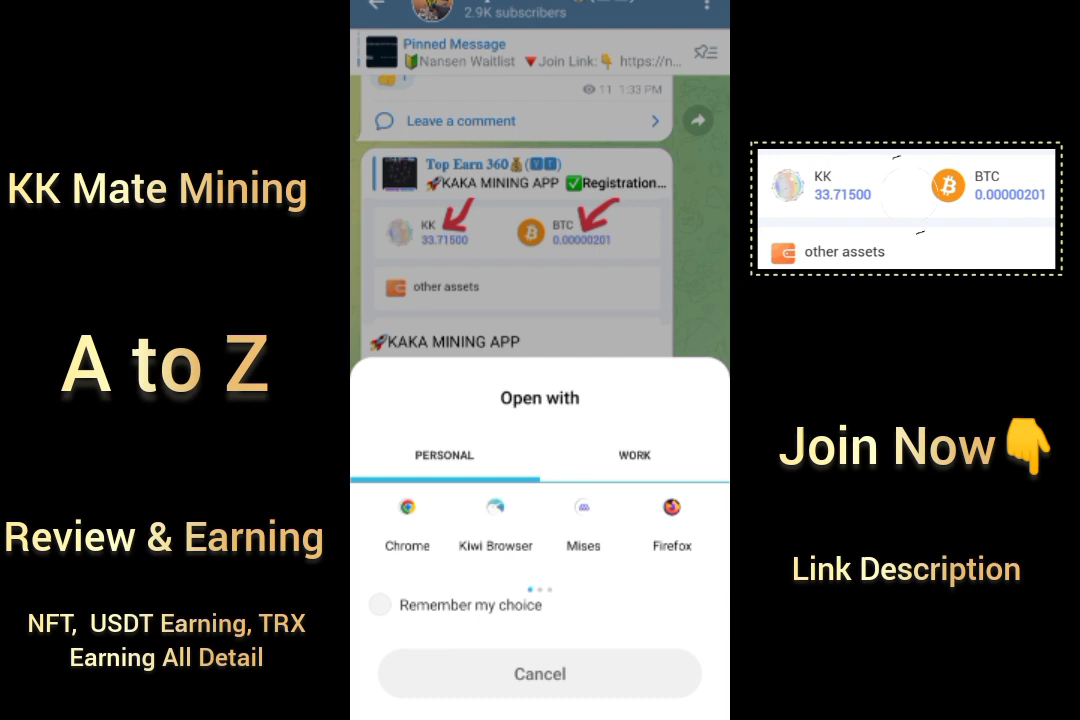 KK Mate Mining
A to Z
Review & Earning
NFT, USDT Earning, TRX
Earning All Detail
2.9K subscribers
Pinned Message
🔰Nansen Waitlist 🔻Join Link:👇 https://n...
11 1:33 PM
Leave a comment
Top Earn 360💰(🆅🅴)
🚀KAKA MINING APP ✅Registration...
KK
33.71500
BTC
0.00000201
other assets
🚀KAKA MINING APP
Open with
PERSONAL
WORK
Chrome
Kiwi Browser
Mises
Firefox
Remember my choice
Cancel
KK
33.71500
BTC
0.00000201
other assets
Join Now👇
Link Description